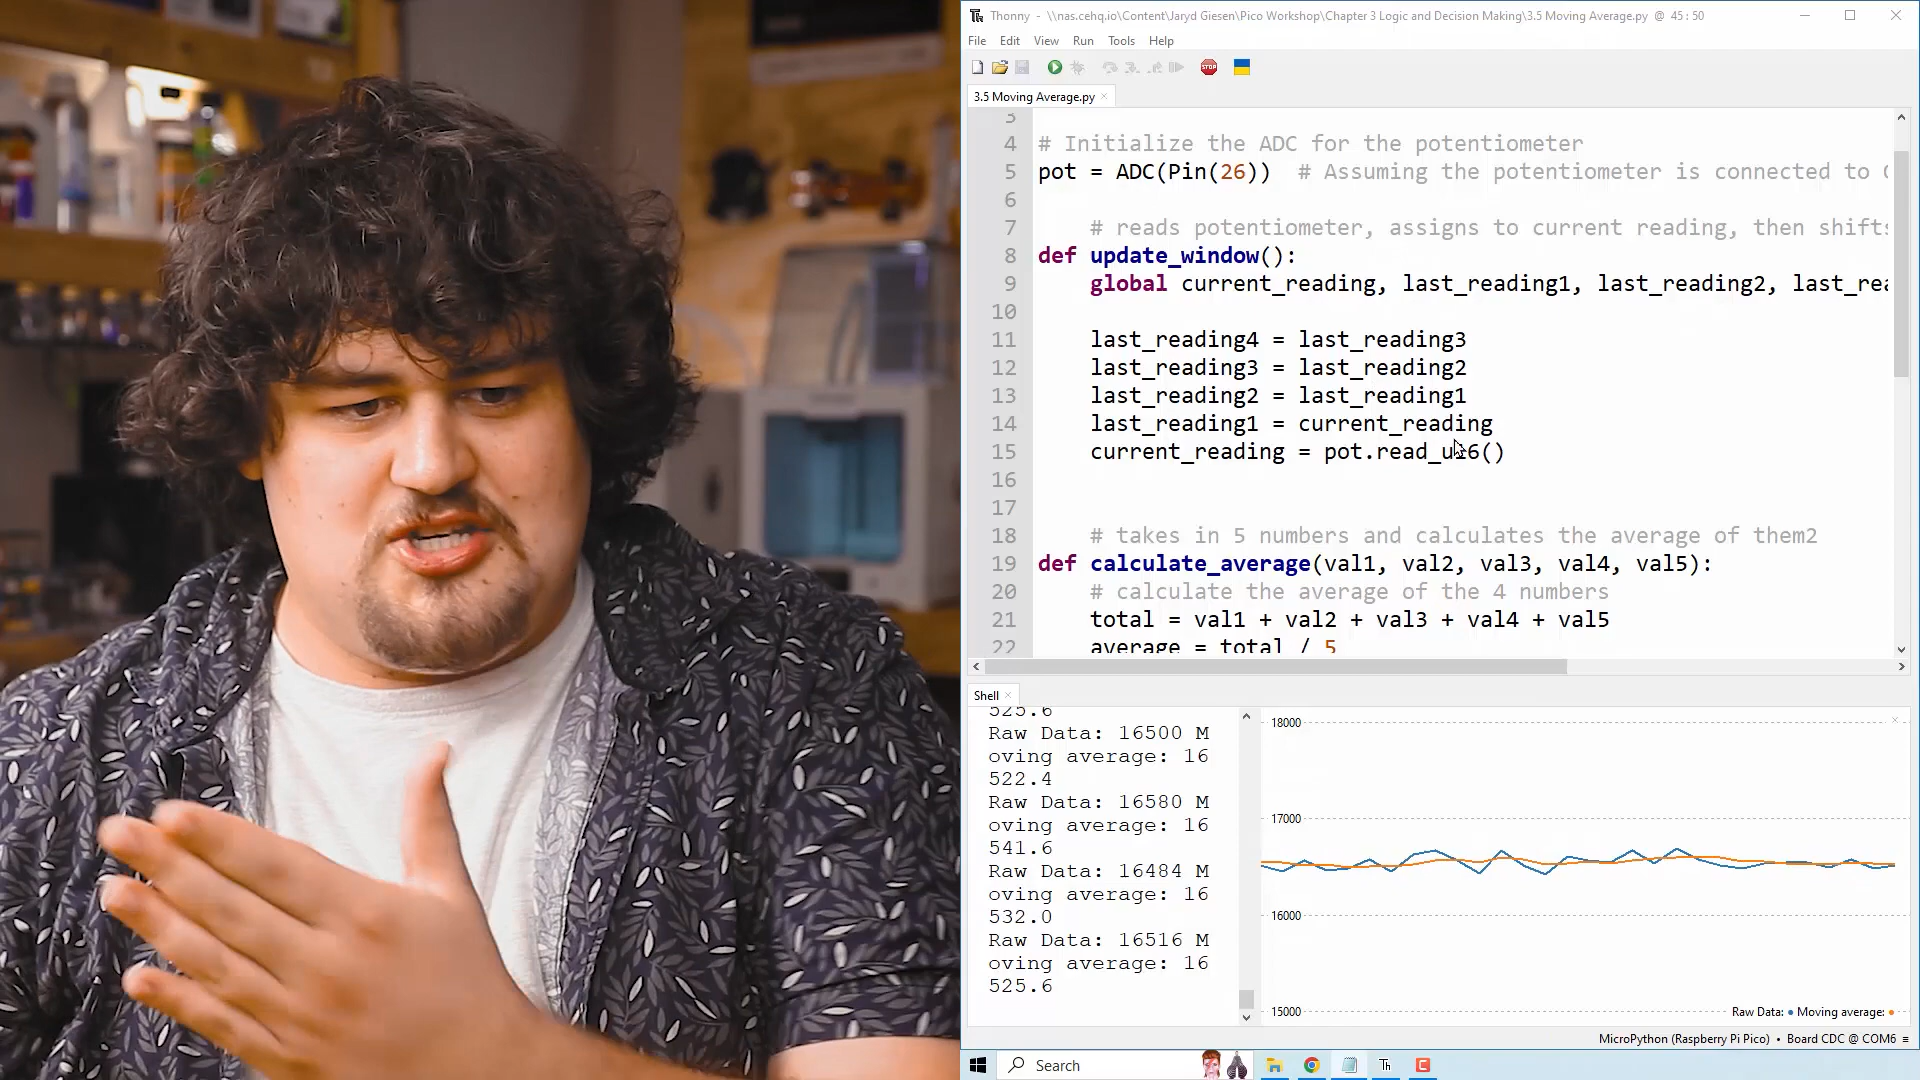 Thonny - \\nas.cehq.io\Content\Jaryd Giesen\Pico Workshop\Chapter 3 Logic and Decision Making\3.5 Moving Average.py @ 45 : 50
File Edit View Run Tools Help
STOP
3.5 Moving Average.py
3
4 # Initialize the ADC for the potentiometer
5 pot = ADC(Pin(26)) # Assuming the potentiometer is connected to
6
7 # reads potentiometer, assigns to current reading, then shifts
8 def update_window():
9 global current_reading, last_reading1, last_reading2, last_rea
10
11 last_reading4 = last_reading3
12 last_reading3 = last_reading2
13 last_reading2 = last_reading1
14 last_reading1 = current_reading
15 current_reading = pot.read_u16()
16
17
18 # takes in 5 numbers and calculates the average of them2
19 def calculate_average(val1, val2, val3, val4, val5):
20 # calculate the average of the 4 numbers
21 total = val1 + val2 + val3 + val4 + val5
22 average = total / 5
Shell
525.6
Raw Data: 16500 M
oving average: 16
522.4
Raw Data: 16580 M
oving average: 16
541.6
Raw Data: 16484 M
oving average: 16
532.0
Raw Data: 16516 M
oving average: 16
525.6
18000
17000
16000
15000
Raw Data: Moving average:
MicroPython (Raspberry Pi Pico) • Board CDC @ COM6
Search
Th